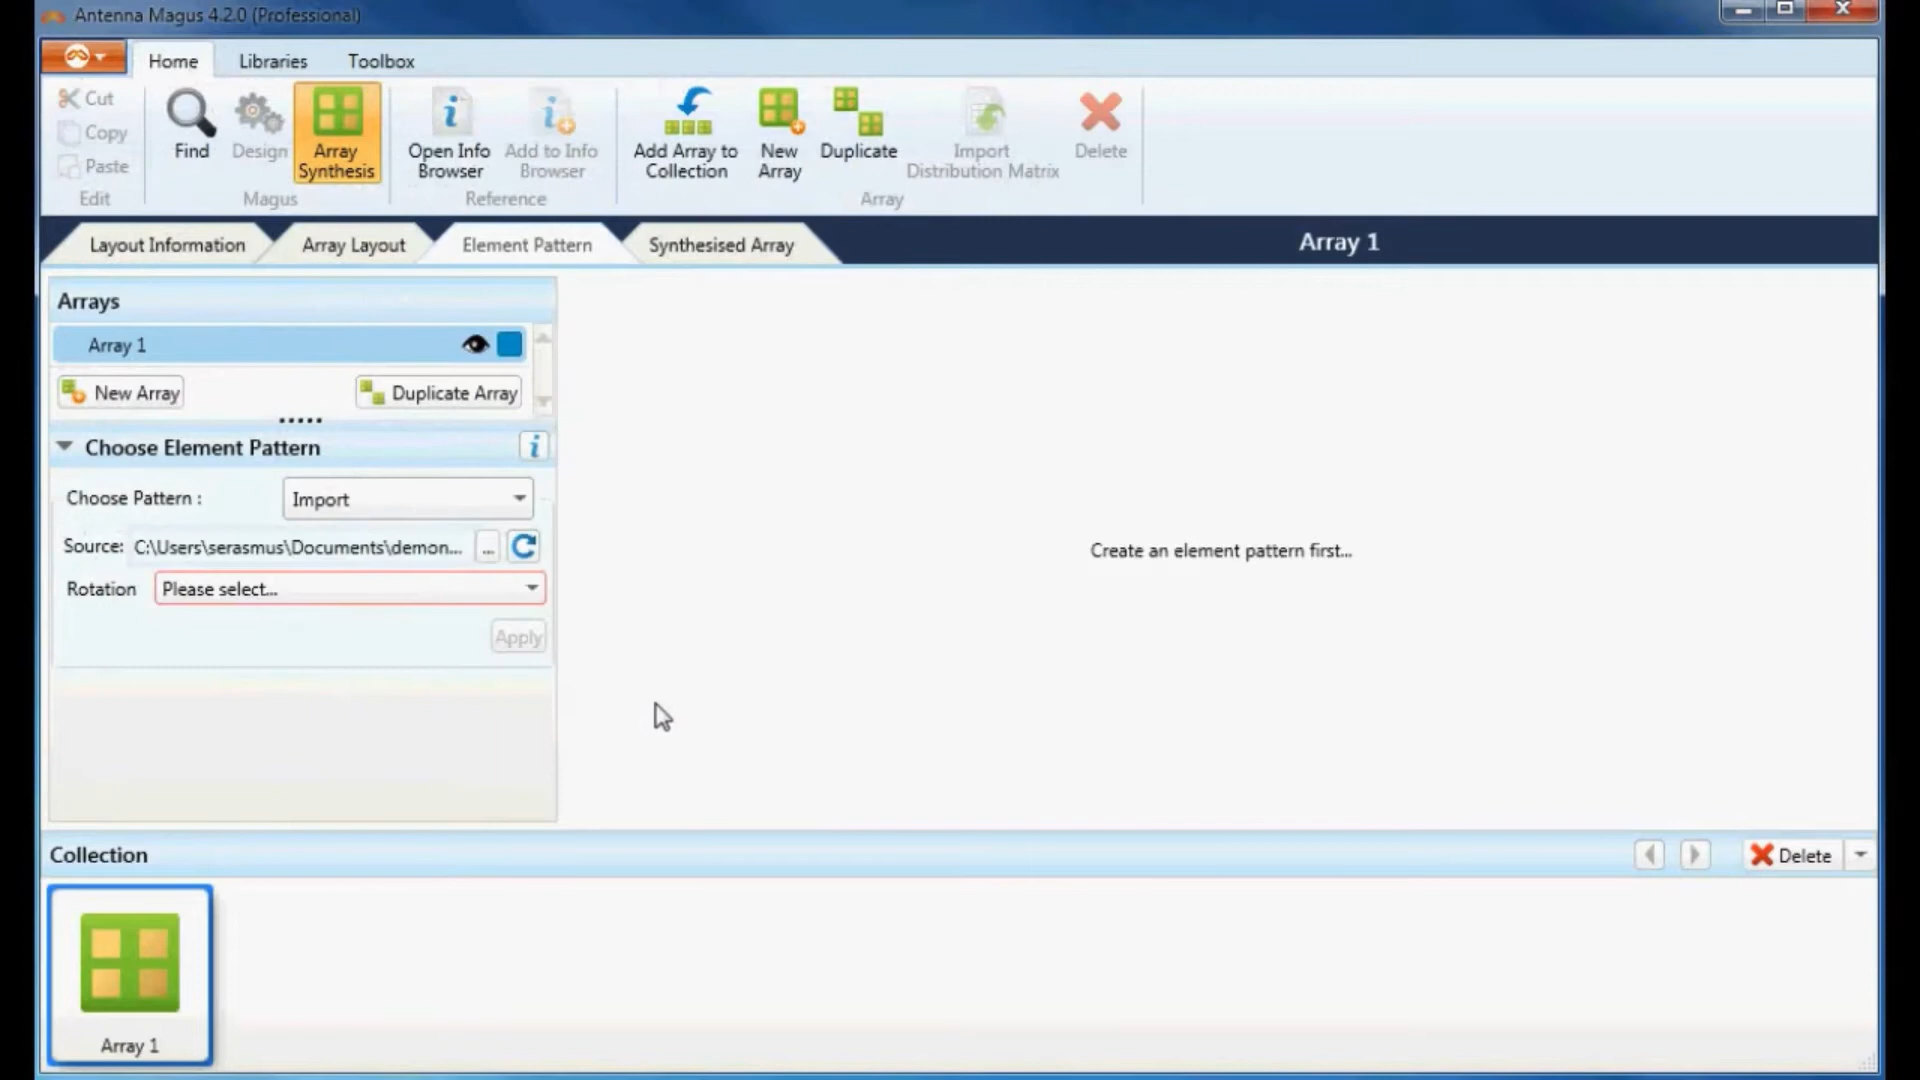 Antenna Magus 4.2.0 (Professional)
Home Libraries Toolbox
Cut
Copy
Paste
Edit
Find
Design
Array Synthesis
Magus
Open Info Browser
Add to Info Browser
Reference
Add Array to Collection
New Array
Duplicate
Import Distribution Matrix
Delete
Array
Layout Information Array Layout Element Pattern Synthesised Array Array 1
Arrays
Array 1
New Array Duplicate Array
Choose Element Pattern
Choose Pattern : Import
Source: C:\Users\serasmus\Documents\demon... ...
Rotation Please select...
Apply
Create an element pattern first...
Collection Delete
Array 1